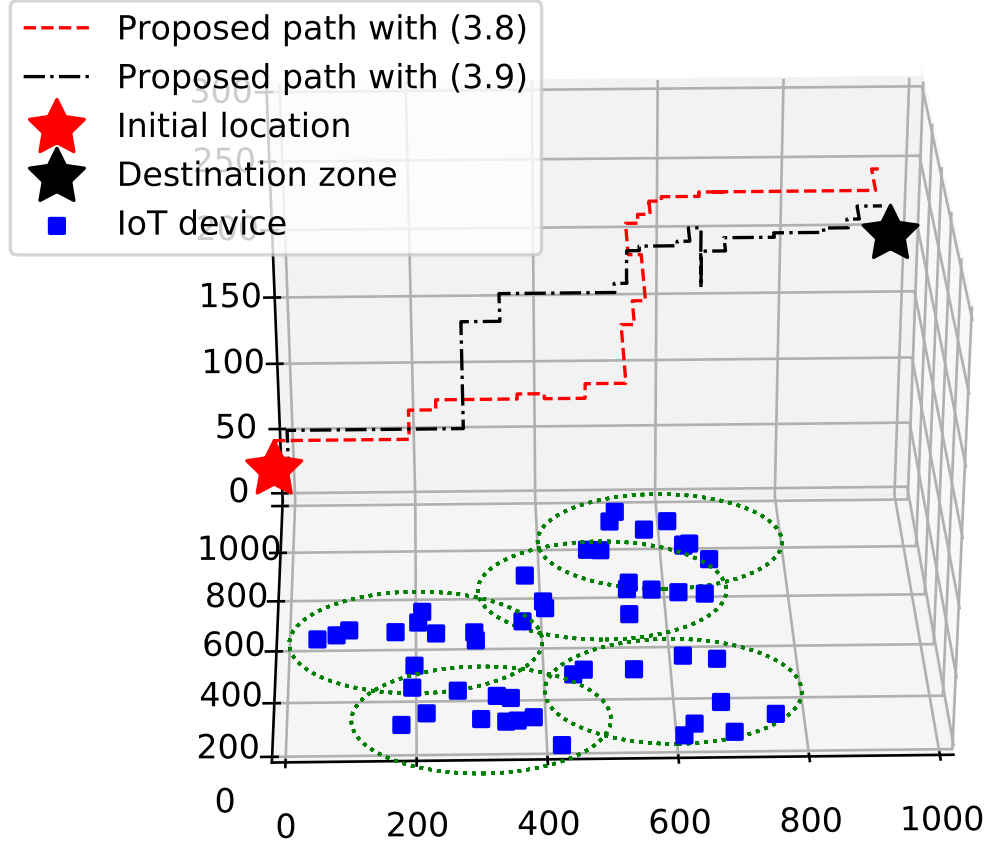 Proposed path with (3.8)
Proposed path with (3.9)
Initial location
Destination zone
IoT device
300
250
200
150
100
50
0
1000
800
600
400
200
0
0 200 400 600 800 1000